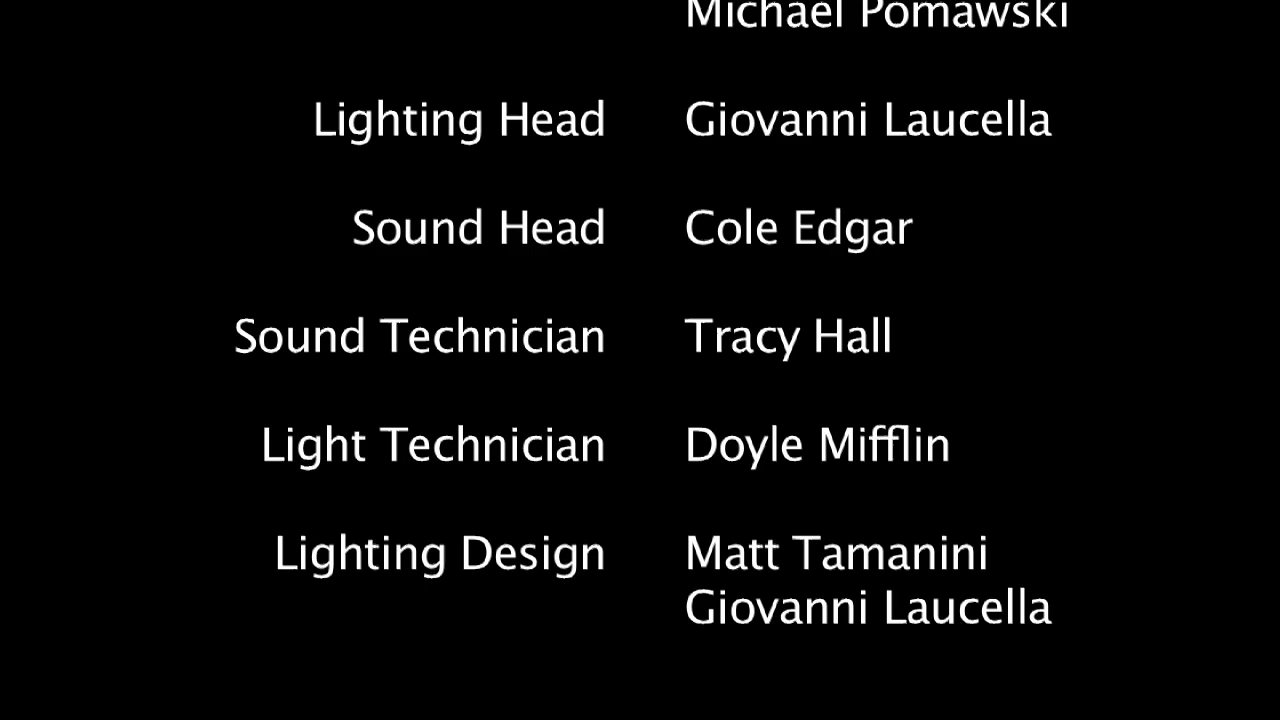 Michael Pomawski
Lighting Head Giovanni Laucella
Sound Head Cole Edgar
Sound Technician Tracy Hall
Light Technician Doyle Mifflin
Lighting Design Matt Tamanini
Giovanni Laucella